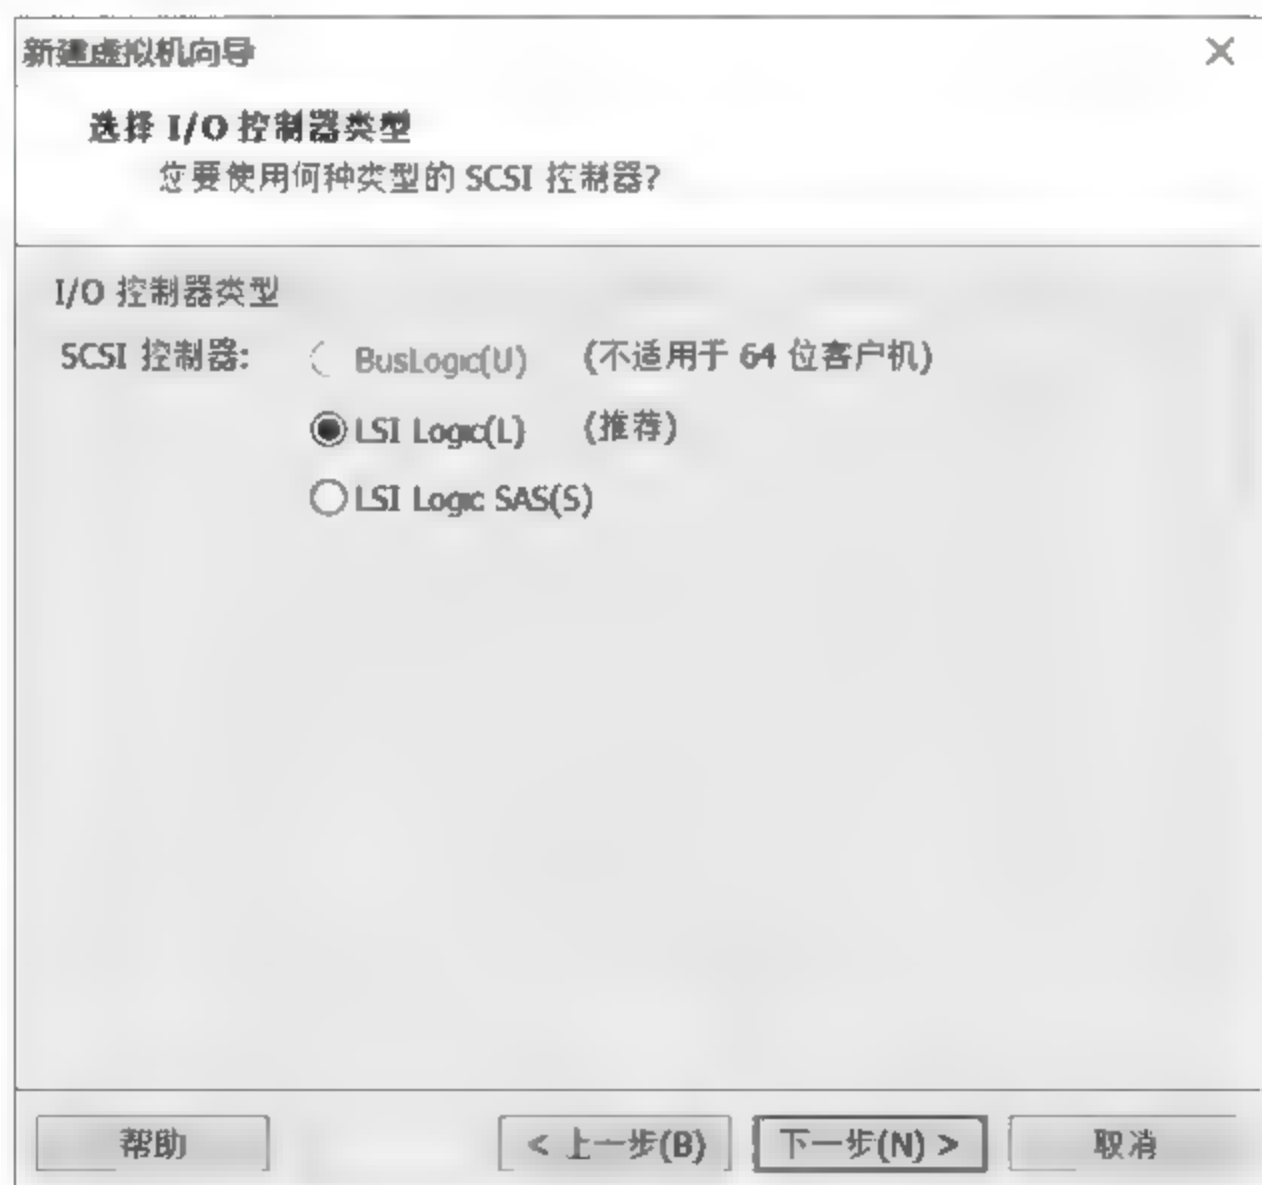 新建虚拟机向导
选择 I/O 控制器类型
您要使用何种类型的 SCSI 控制器?
I/O 控制器类型
SCSI 控制器: BusLogic(U) (不适用于 64 位客户机)
LSI Logic(L) (推荐)
LSI Logic SAS(S)
帮助 < 上一步(B) 下一步(N) > 取消